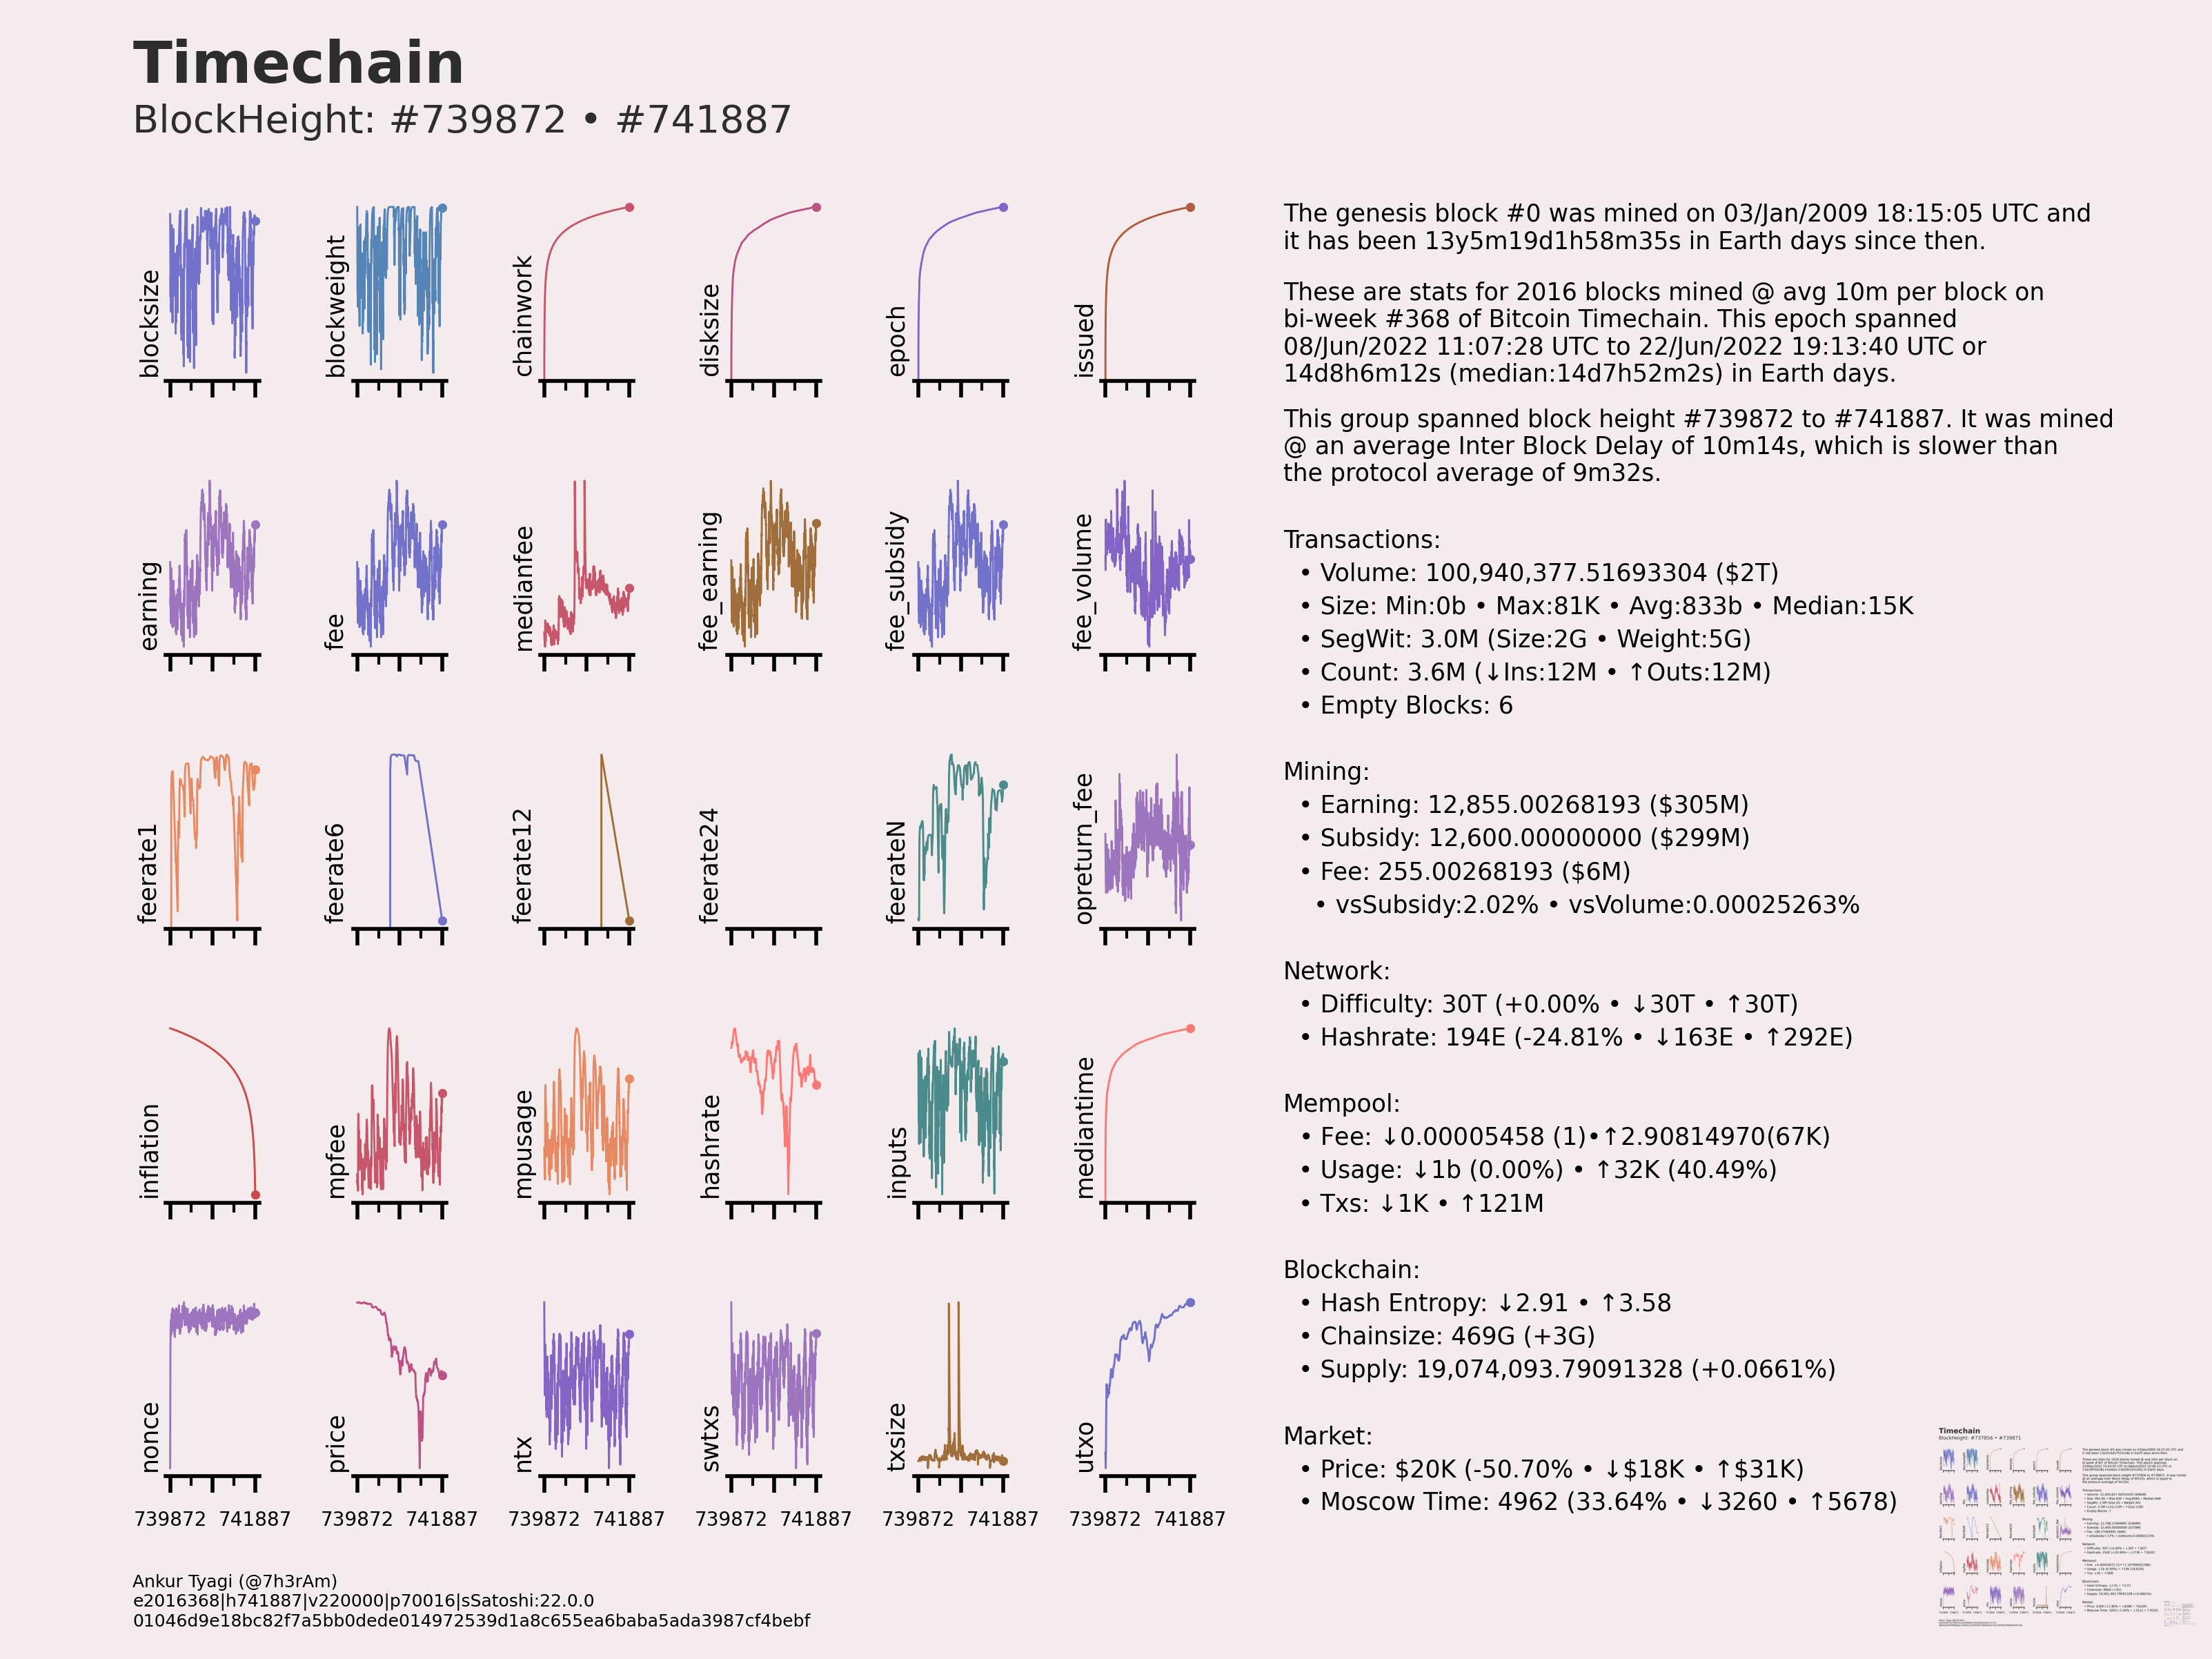 Timechain
BlockHeight: #739872 • #741887
blocksize
blockweight
chainwork
disksize
epoch
issued
earning
fee
medianfee
fee_earning
fee_subsidy
fee_volume
feerate1
feerate6
feerate12
feerate24
feerateN
opreturn_fee
inflation
mpfee
mpusage
hashrate
inputs
mediantime
nonce
price
ntx
swtxs
txsize
utxo
739872 741887 739872 741887 739872 741887 739872 741887 739872 741887 739872 741887
The genesis block #0 was mined on 03/Jan/2009 18:15:05 UTC and
it has been 13y5m19d1h58m35s in Earth days since then.
These are stats for 2016 blocks mined @ avg 10m per block on
bi-week #368 of Bitcoin Timechain. This epoch spanned
08/Jun/2022 11:07:28 UTC to 22/Jun/2022 19:13:40 UTC or
14d8h6m12s (median:14d7h52m2s) in Earth days.
This group spanned block height #739872 to #741887. It was mined
@ an average Inter Block Delay of 10m14s, which is slower than
the protocol average of 9m32s.
Transactions:
• Volume: 100,940,377.51693304 ($2T)
• Size: Min:0b • Max:81K • Avg:833b • Median:15K
• SegWit: 3.0M (Size:2G • Weight:5G)
• Count: 3.6M (↓Ins:12M • ↑Outs:12M)
• Empty Blocks: 6
Mining:
• Earning: 12,855.00268193 ($305M)
• Subsidy: 12,600.00000000 ($299M)
• Fee: 255.00268193 ($6M)
• vsSubsidy:2.02% • vsVolume:0.00025263%
Network:
• Difficulty: 30T (+0.00% • ↓30T • ↑30T)
• Hashrate: 194E (-24.81% • ↓163E • ↑292E)
Mempool:
• Fee: ↓0.00005458 (1)•↑2.90814970(67K)
• Usage: ↓1b (0.00%) • ↑32K (40.49%)
• Txs: ↓1K • ↑121M
Blockchain:
• Hash Entropy: ↓2.91 • ↑3.58
• Chainsize: 469G (+3G)
• Supply: 19,074,093.79091328 (+0.0661%)
Market:
• Price: $20K (-50.70% • ↓$18K • ↑$31K)
• Moscow Time: 4962 (33.64% • ↓3260 • ↑5678)
Ankur Tyagi (@7h3rAm)
e2016368|h741887|v220000|p70016|sSatoshi:22.0.0
01046d9e18bc82f7a5bb0dede014972539d1a8c655ea6baba5ada3987cf4bebf
Timechain
BlockHeight: #737856 • #739871